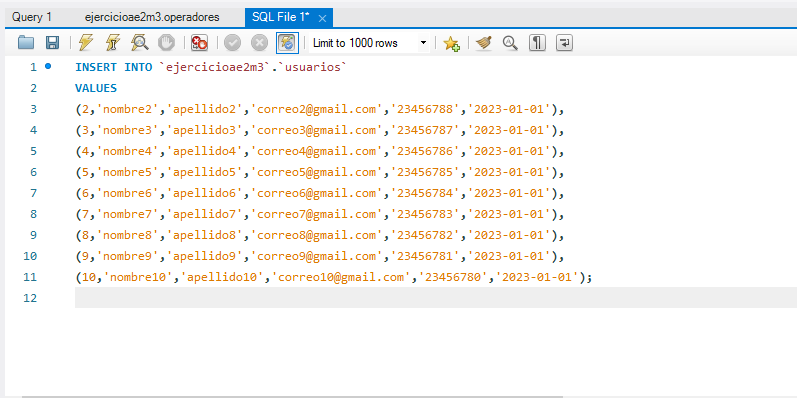 Query 1 ejercicioae2m3.operadores SQL File 1*
Limit to 1000 rows
1 INSERT INTO `ejercicioae2m3`.`usuarios`
2 VALUES
3 (2,'nombre2','apellido2','correo2@gmail.com','23456788','2023-01-01'),
4 (3,'nombre3','apellido3','correo3@gmail.com','23456787','2023-01-01'),
5 (4,'nombre4','apellido4','correo4@gmail.com','23456786','2023-01-01'),
6 (5,'nombre5','apellido5','correo5@gmail.com','23456785','2023-01-01'),
7 (6,'nombre6','apellido6','correo6@gmail.com','23456784','2023-01-01'),
8 (7,'nombre7','apellido7','correo7@gmail.com','23456783','2023-01-01'),
9 (8,'nombre8','apellido8','correo8@gmail.com','23456782','2023-01-01'),
10 (9,'nombre9','apellido9','correo9@gmail.com','23456781','2023-01-01'),
11 (10,'nombre10','apellido10','correo10@gmail.com','23456780','2023-01-01');
12